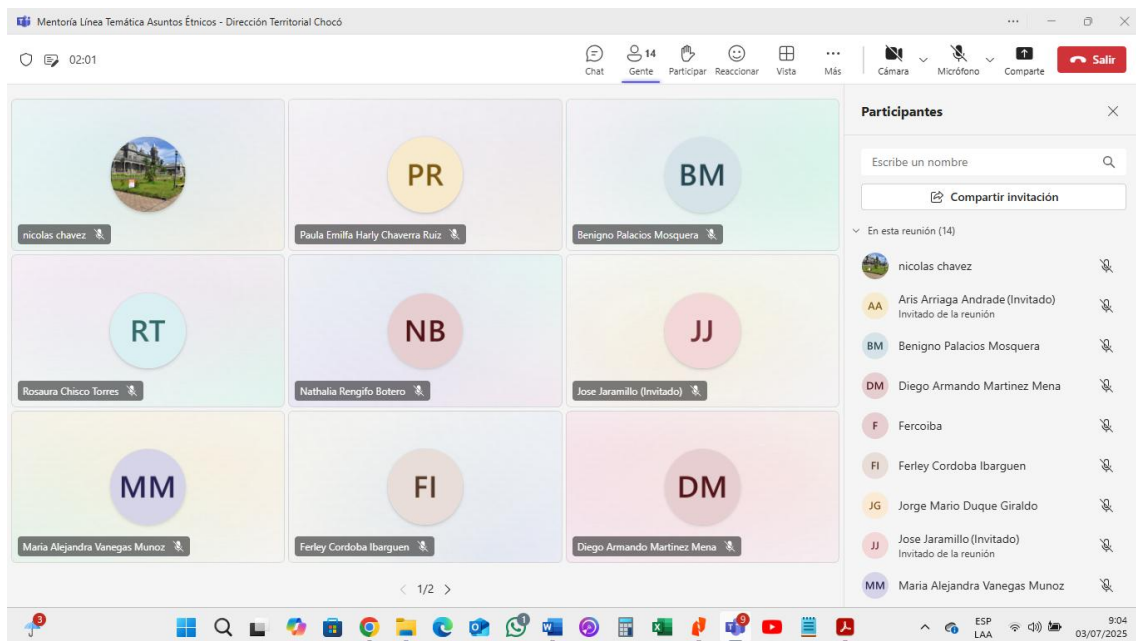 Mentoría Línea Temática Asuntos Étnicos - Dirección Territorial Chocó
02:01
Chat
14
Gente
Participar
Reaccionar
Vista
Más
Cámara
Micrófono
Comparte
Salir
nicolas chavez
PR
Paula Emilfa Harly Chaverra Ruiz
BM
Benigno Palacios Mosquera
RT
Rosaura Chisco Torres
NB
Nathalia Rengifo Botero
JJ
Jose Jaramillo (Invitado)
MM
Maria Alejandra Vanegas Munoz
FI
Ferley Cordoba Ibarguen
DM
Diego Armando Martinez Mena
1/2
Participantes
Escribe un nombre
Compartir invitación
En esta reunión (14)
nicolas chavez
AA
Aris Arriaga Andrade (Invitado)
Invitado de la reunión
BM
Benigno Palacios Mosquera
DM
Diego Armando Martinez Mena
F
Fercoiba
FI
Ferley Cordoba Ibarguen
JG
Jorge Mario Duque Giraldo
JJ
Jose Jaramillo (Invitado)
Invitado de la reunión
MM
Maria Alejandra Vanegas Munoz
3
9
ESP
LAA
9:04
03/07/2025